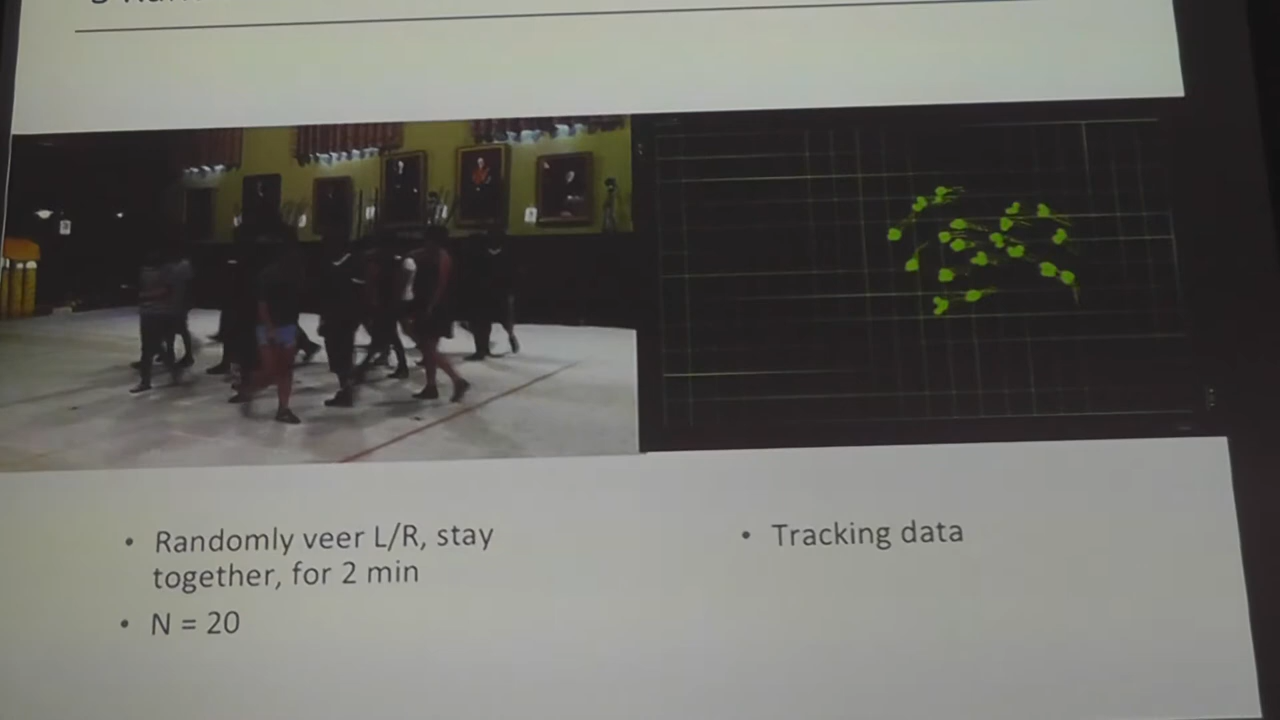 • Randomly veer L/R, stay
together, for 2 min
• N = 20
• Tracking data